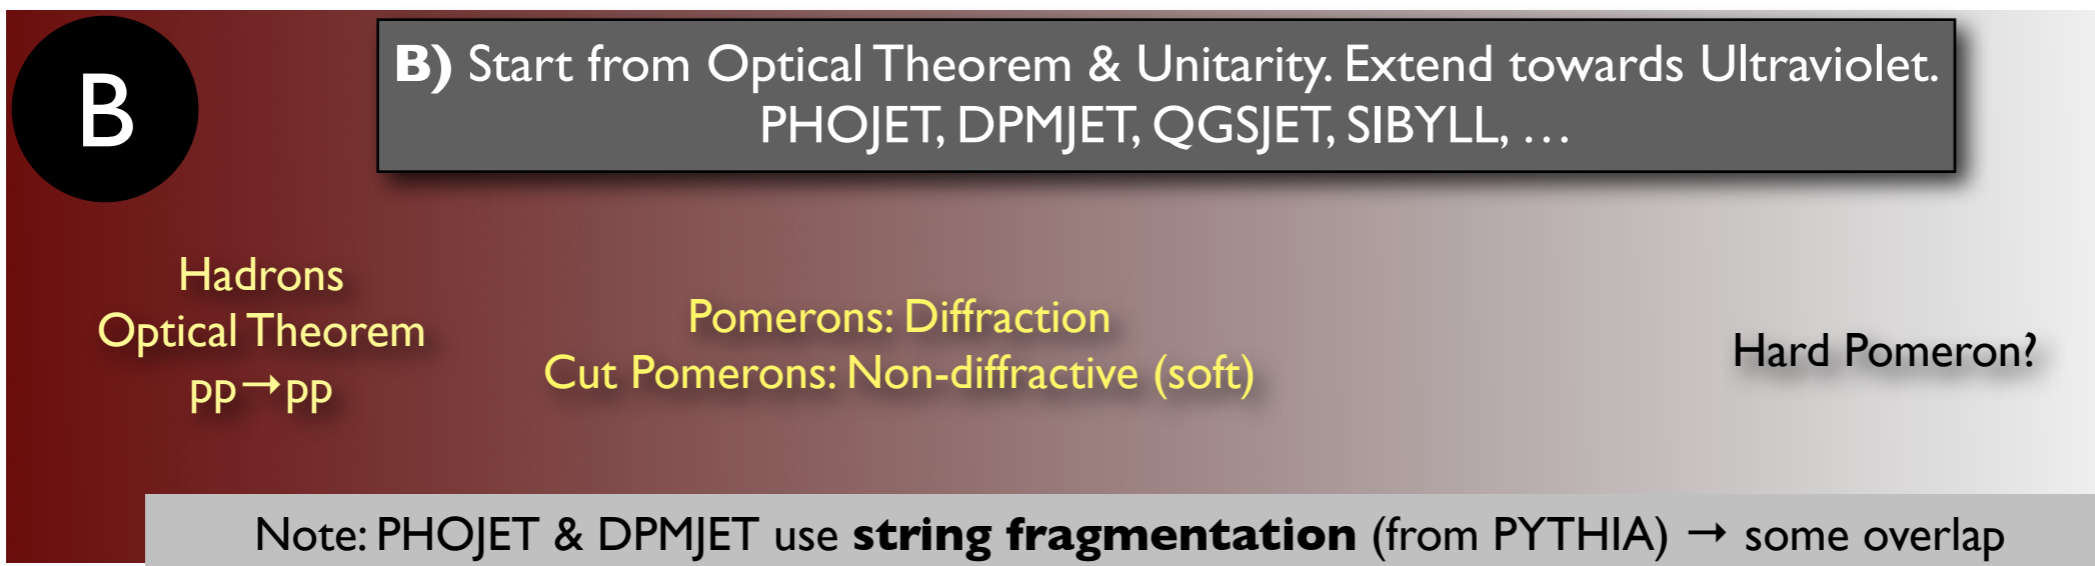 B
B) Start from Optical Theorem & Unitarity. Extend towards Ultraviolet.
PHOJET, DPMJET, QGSJET, SIBYLL, …
Hadrons
Optical Theorem
pp→pp
Pomerons: Diffraction
Cut Pomerons: Non-diffractive (soft)
Hard Pomeron?
Note: PHOJET & DPMJET use string fragmentation (from PYTHIA) → some overlap